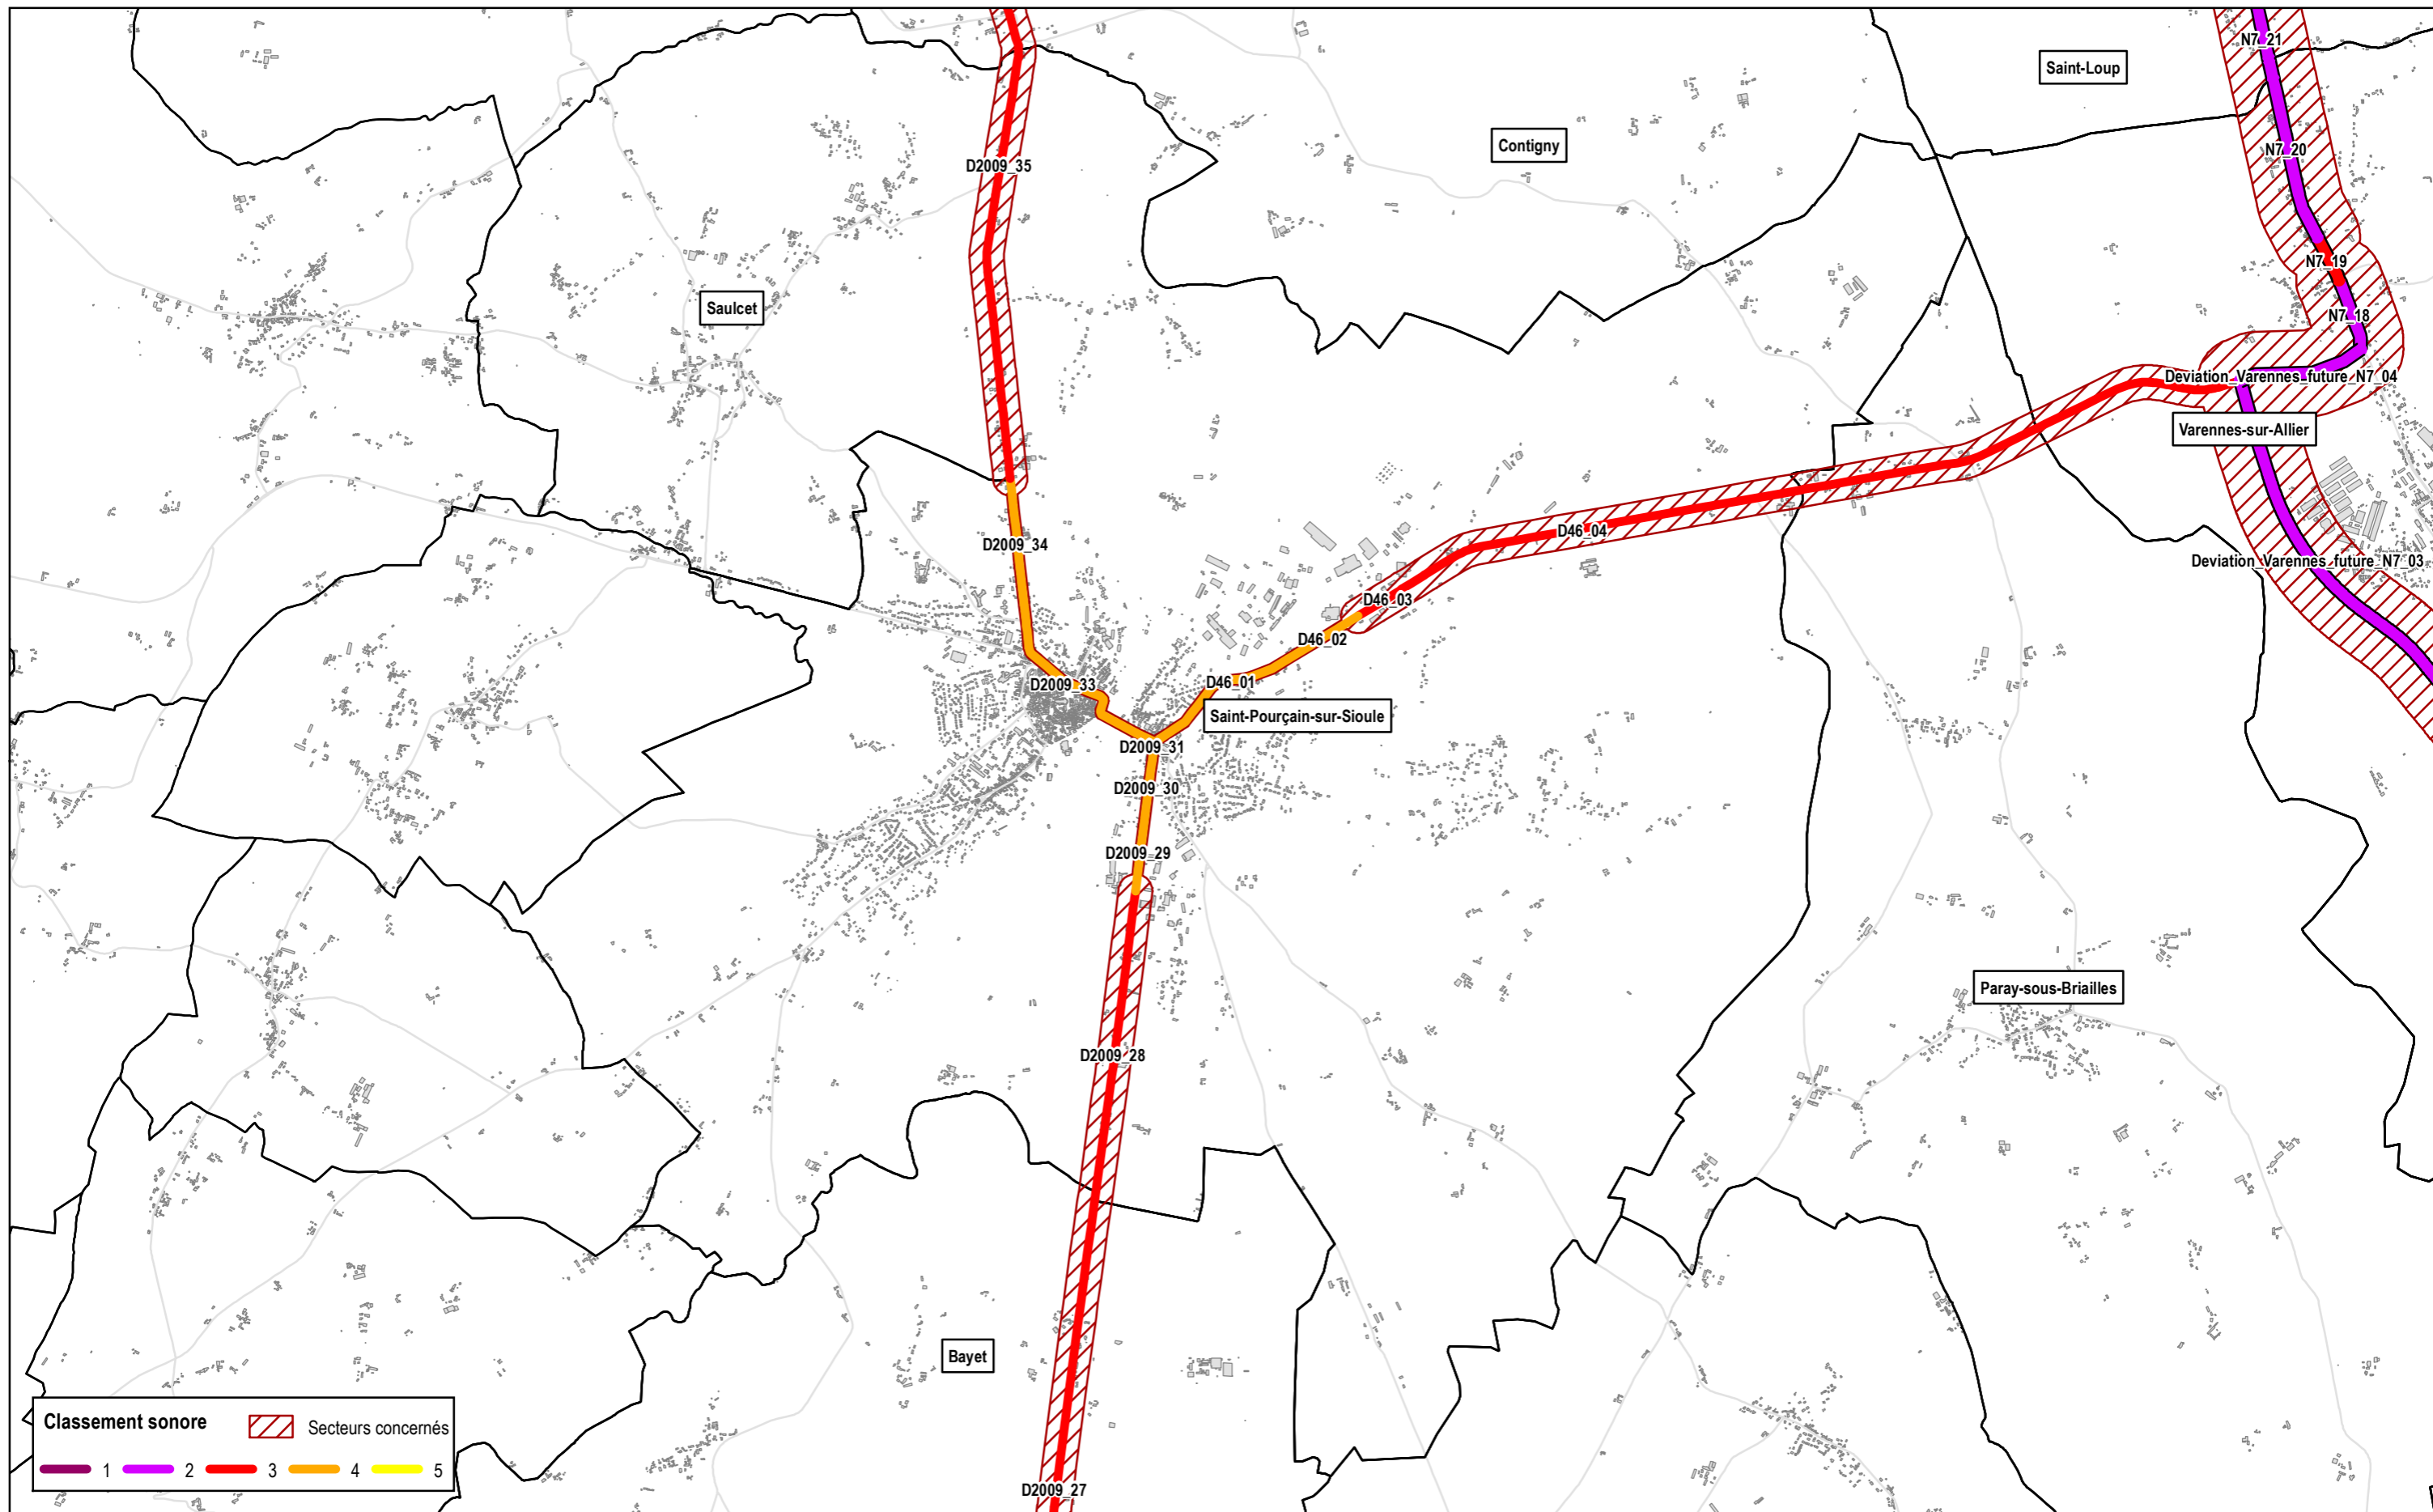 N7_21
Saint-Loup
Contigny
N7_20
D2009_35
N7_19
Saulcet
N7_18
Deviation_Varennes_future_N7_04
Varennes-sur-Allier
D46_04
D2009_34
Deviation_Varennes_future_N7_03
D46_03
D46_02
D46_01
D2009_33
Saint-Pourçain-sur-Sioule
D2009_31
D2009_30
D2009_29
Paray-sous-Briailles
D2009_28
Bayet
Classement sonore
Secteurs concernés
1 2 3 4 5
D2009_27